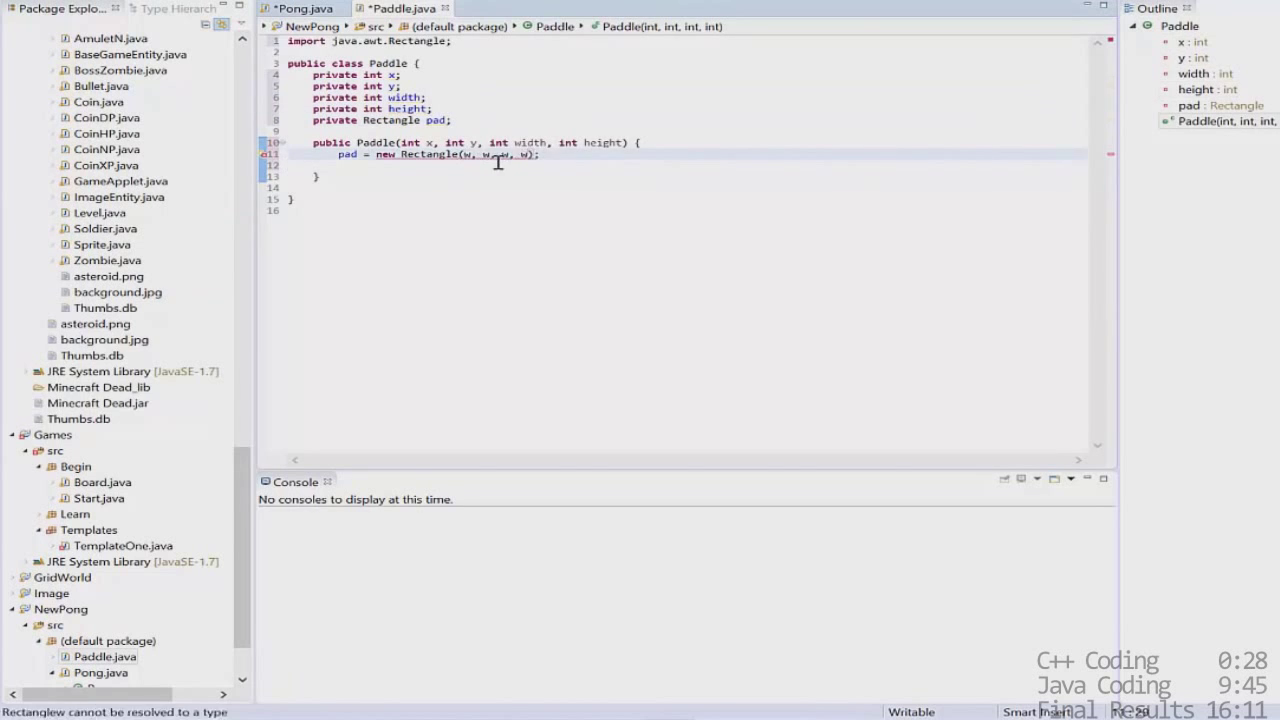 Package Explo...
Type Hierarch
AmuletN.java
BaseGameEntity.java
BossZombie.java
Bullet.java
Coin.java
CoinDP.java
CoinHP.java
CoinNP.java
CoinXP.java
GameApplet.java
ImageEntity.java
Level.java
Soldier.java
Sprite.java
Zombie.java
asteroid.png
background.jpg
Thumbs.db
asteroid.png
background.jpg
Thumbs.db
JRE System Library [JavaSE-1.7]
Minecraft Dead_lib
Minecraft Dead.jar
Thumbs.db
Games
src
Begin
Board.java
Start.java
Learn
Templates
TemplateOne.java
JRE System Library [JavaSE-1.7]
GridWorld
Image
NewPong
src
(default package)
Paddle.java
Pong.java
*Pong.java
*Paddle.java
NewPong src (default package) Paddle Paddle(int, int, int, int)
1 import java.awt.Rectangle;
2
3 public class Paddle {
4 private int x;
5 private int y;
6 private int width;
7 private int height;
8 private Rectangle pad;
9
10 public Paddle(int x, int y, int width, int height) {
11 pad = new Rectangle(w, w, w, w);
12
13 }
14
15 }
16
Console
No consoles to display at this time.
Outline
Paddle
x : int
y : int
width : int
height : int
pad : Rectangle
Paddle(int, int, int,
C++ Coding 0:28
Java Coding 9:45
Final Results 16:11
Rectanglew cannot be resolved to a type
Writable
Smart Insert